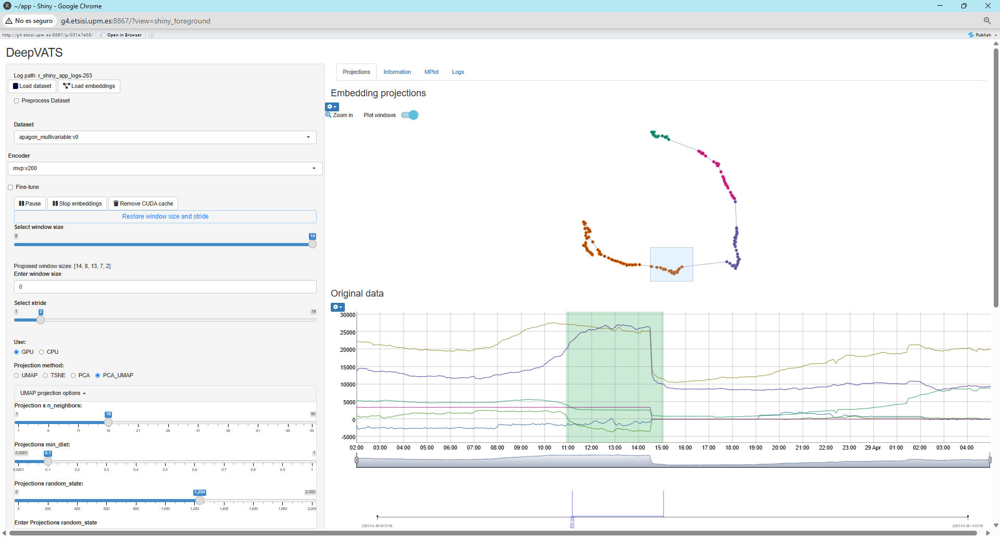 ~/app - Shiny - Google Chrome
No es seguro g4.etsisi.upm.es:8867/?view=shiny_foreground
http://g4.etsisi.upm.es:8867/p/031e7e08/ Open in Browser Publish
DeepVATS
Log path: r_shiny_app_logs-283
Load dataset Load embeddings
Preprocess Dataset
Dataset
apagon_multivariable:v0
Encoder
mvp:v200
Fine-tune
Pause Stop embeddings Remove CUDA cache
Restore window size and stride
Select window size
8 14
Proposed window sizes: [14, 8, 13, 7, 2]
Enter window size
0
Select stride
1 2 14
Use:
GPU CPU
Projection method:
UMAP TSNE PCA PCA_UMAP
UMAP projection options
Projection s n_neighbors:
1 16 50
1 6 11 16 21 26 31 36 41 46 50
Projections min_dist:
0.0001 0.1 1
0.0001 0.1 0.2 0.3 0.4 0.5 0.6 0.7 0.8 0.9 1
Projections random_state:
0 1,234 2,000
0 200 400 600 800 1,000 1,200 1,400 1,600 1,800 2,000
Enter Projections random_state
Projections Information MPlot Logs
Embedding projections
Zoom in Plot windows
Original data
30000
25000
20000
15000
10000
5000
0
-5000
02:00 03:00 04:00 05:00 06:00 07:00 08:00 09:00 10:00 11:00 12:00 13:00 14:00 15:00 16:00 17:00 18:00 19:00 20:00 21:00 22:00 23:00 29 Apr 01:00 02:00 03:00 04:00
:55:00
2025-04-28 08:55:00 2025-04-28 13:05:00